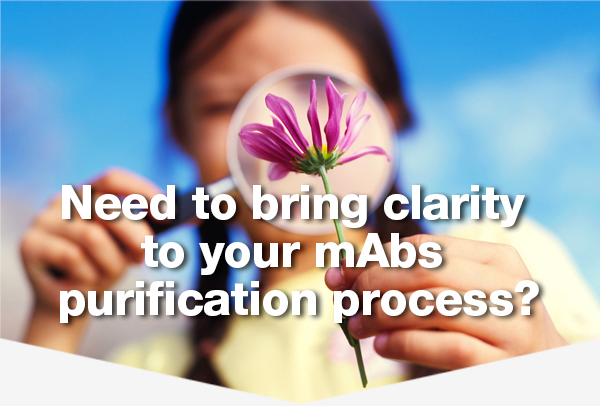 Need to bring clarity
to your mAbs
purification process?